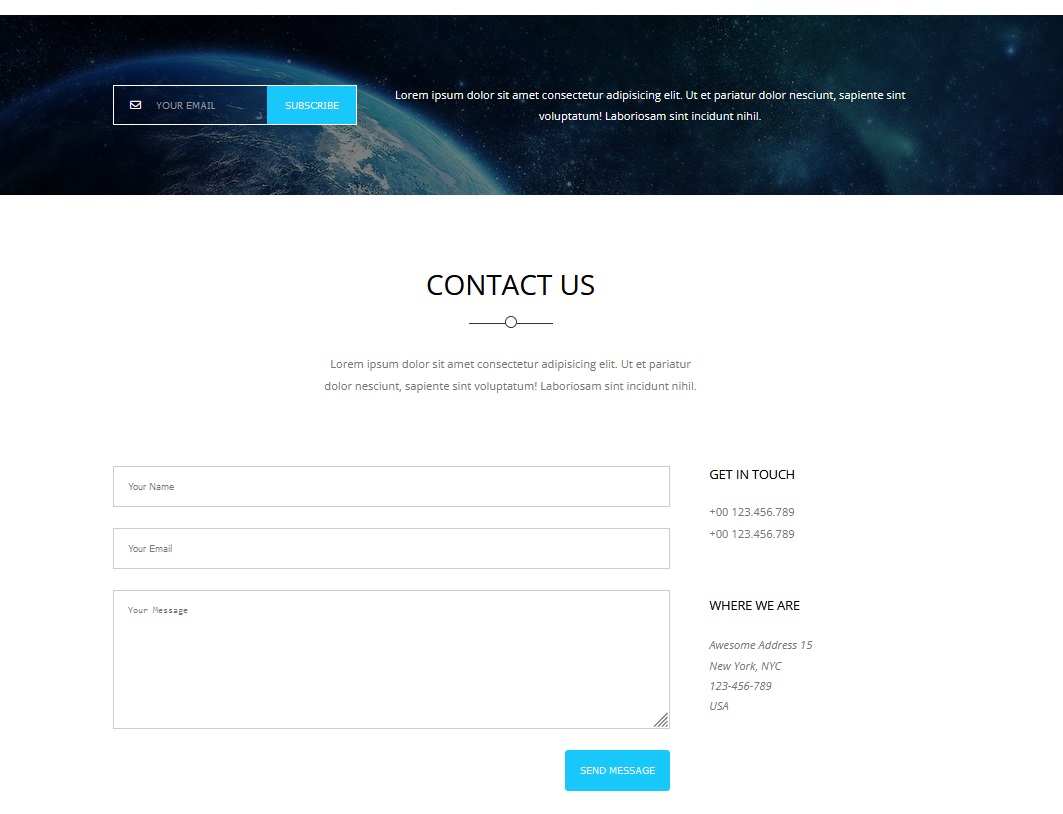 YOUR EMAIL
SUBSCRIBE
Lorem ipsum dolor sit amet consectetur adipisicing elit. Ut et pariatur dolor nesciunt, sapiente sint
voluptatum! Laboriosam sint incidunt nihil.
CONTACT US
Lorem ipsum dolor sit amet consectetur adipisicing elit. Ut et pariatur
dolor nesciunt, sapiente sint voluptatum! Laboriosam sint incidunt nihil.
Your Name
Your Email
Your Message
SEND MESSAGE
GET IN TOUCH
+00 123.456.789
+00 123.456.789
WHERE WE ARE
Awesome Address 15
New York, NYC
123-456-789
USA